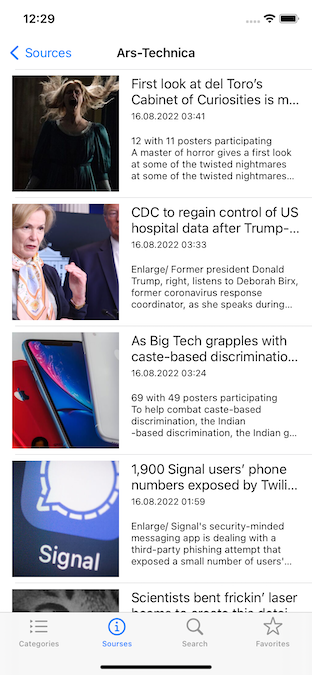 12:29
Sources
Ars-Technica
First look at del Toro's
Cabinet of Curiosities is m...
16.08.2022 03:41
12 with 11 posters participating
A master of horror gives a first look
at some of the twisted nightmares
at some of the twisted nightmares...
CDC to regain control of US
hospital data after Trump-...
16.08.2022 03:33
Enlarge/ Former president Donald
Trump, right, listens to Deborah Birx,
former coronavirus response
coordinator, as she speaks during...
As Big Tech grapples with
caste-based discriminatio...
16.08.2022 03:24
69 with 49 posters participating
To help combat caste-based
discrimination, the Indian
-based discrimination, the Indian g...
Signal
1,900 Signal users' phone
numbers exposed by Twili...
16.08.2022 01:59
Enlarge/ Signal's security-minded
messaging app is dealing with a
third-party phishing attempt that
exposed a small number of users'...
Scientists bent frickin' laser
beams to create this detai
Categories
Sourses
Search
Favorites